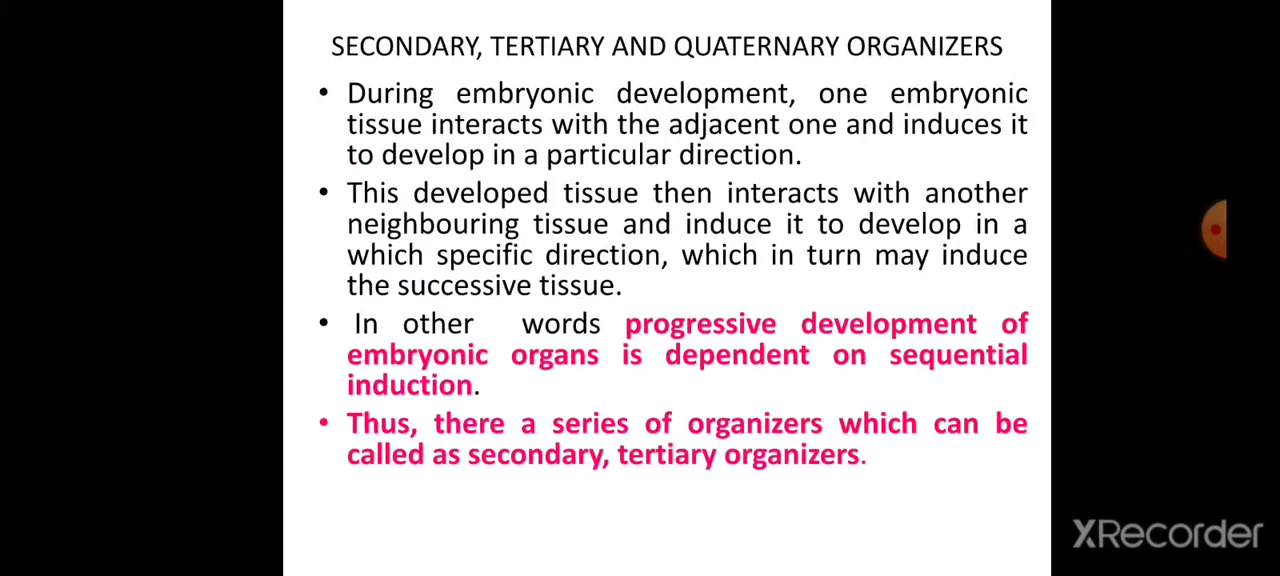 SECONDARY, TERTIARY AND QUATERNARY ORGANIZERS
• During embryonic development, one embryonic
tissue interacts with the adjacent one and induces it
to develop in a particular direction.
• This developed tissue then interacts with another
neighbouring tissue and induce it to develop in a
which specific direction, which in turn may induce
the successive tissue.
• In other words progressive development of
embryonic organs is dependent on sequential
induction.
• Thus, there a series of organizers which can be
called as secondary, tertiary organizers.
XRecorder